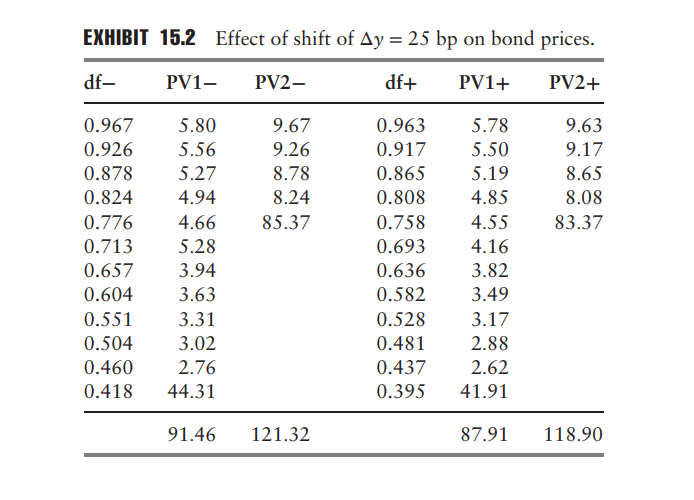 EXHIBIT 15.2 Effect of shift of Δy = 25 bp on bond prices.
df− PV1− PV2− df+ PV1+ PV2+
0.967 5.80 9.67 0.963 5.78 9.63
0.926 5.56 9.26 0.917 5.50 9.17
0.878 5.27 8.78 0.865 5.19 8.65
0.824 4.94 8.24 0.808 4.85 8.08
0.776 4.66 85.37 0.758 4.55 83.37
0.713 5.28 0.693 4.16
0.657 3.94 0.636 3.82
0.604 3.63 0.582 3.49
0.551 3.31 0.528 3.17
0.504 3.02 0.481 2.88
0.460 2.76 0.437 2.62
0.418 44.31 0.395 41.91
91.46 121.32 87.91 118.90